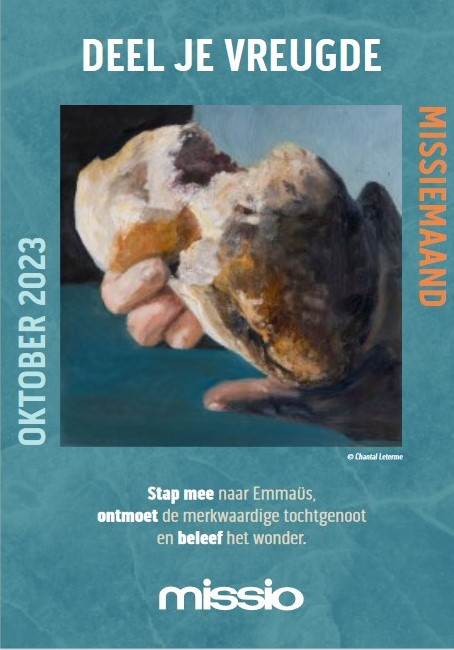 DEEL JE VREUGDE
MISSIEMAAND
OKTOBER 2023
© Chantal Leterme
Stap mee naar Emmaüs,
ontmoet de merkwaardige tochtgenoot
en beleef het wonder.
missio